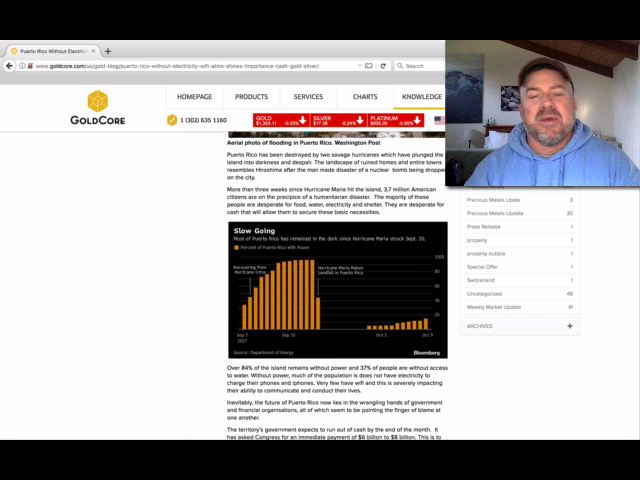 Puerto Rico Without Electri
www.goldcore.com/us/gold-blog/puerto-rico-without-electricity-wifi-atms-shows-importance-cash-gold-silver/
Search
GOLDCORE
HOMEPAGE
PRODUCTS
SERVICES
CHARTS
KNOWLEDGE
1 (302) 635 1160
GOLD
$1,303.11
-0.03%
SILVER
$17.36
-0.24%
PLATINUM
$935.00
-0.95%
Aerial photo of flooding in Puerto Rico. Washington Post
Puerto Rico has been destroyed by two savage hurricanes which have plunged the
island into darkness and despair. The landscape of ruined homes and entire towns
resembles Hiroshima after the man made disaster of a nuclear bomb being dropped
on the city.
More than three weeks since Hurricane Maria hit the island, 3.7 million American
citizens are on the precipice of a humanitarian disaster. The majority of these
people are desperate for food, water, electricity and shelter. They are desperate for
cash that will allow them to secure these basic necessities.
Slow Going
Most of Puerto Rico has remained in the dark since Hurricane Maria struck Sept. 20.
Percent of Puerto Rico With Power
100%
Recovering from
Hurricane Irma
Hurricane Maria Makes
Landfall in Puerto Rico
80
60
40
20
Sep 7
2017
Sep 15
Oct 1
Oct 9
Source: Department of Energy
Bloomberg
Over 84% of the island remains without power and 37% of people are without access
to water. Without power, much of the population is does not have electricity to
charge their phones and iphones. Very few have wifi and this is severely impacting
their ability to communicate and conduct their lives.
Inevitably, the future of Puerto Rico now lies in the wrangling hands of government
and financial organisations, all of which seem to be pointing the finger of blame at
one another.
The territory's government expects to run out of cash by the end of the month. It
has asked Congress for an immediate payment of $6 billion to $8 billion. This is to
Precious Metals Upate 3
Precious Metals Update 30
Press Release 1
property 1
property bubble 1
Special Offer 1
Switzerland 1
Uncategorized 48
Weekly Market Update 41
ARCHIVES +